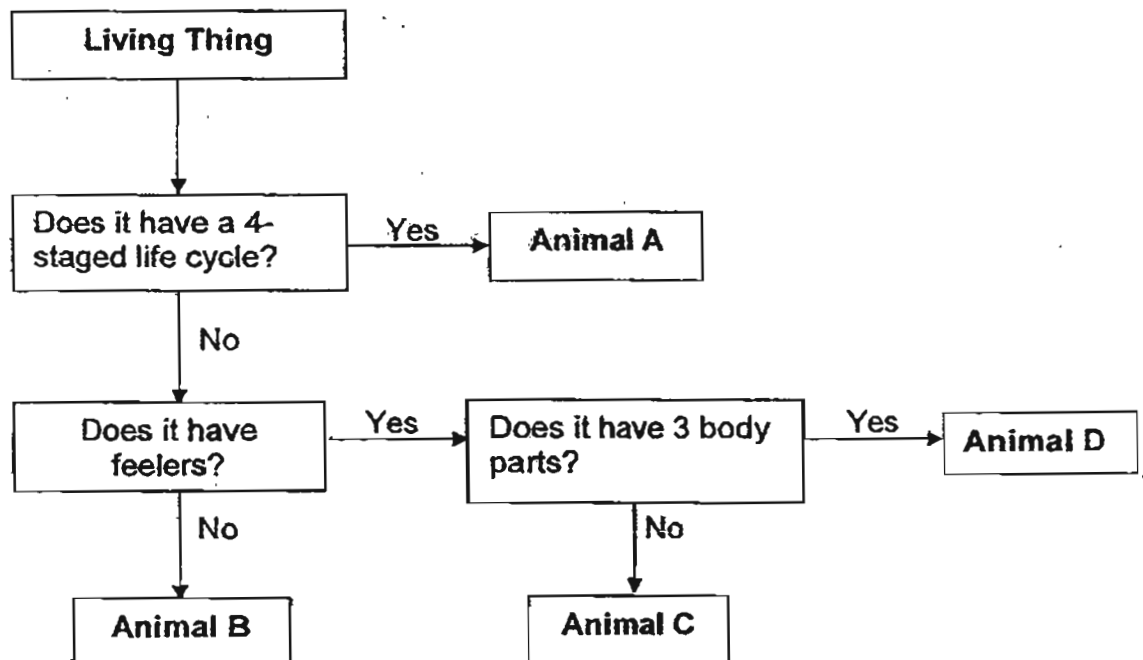 Living Thing
Does it have a 4-
staged life cycle?
Yes
Animal A
No
Does it have
feelers?
Yes
Does it have 3 body
parts?
Yes
Animal D
No
No
Animal B
Animal C